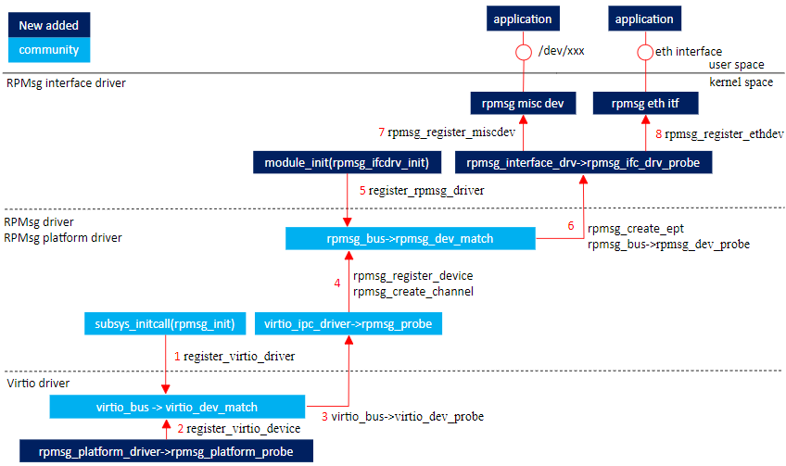 New added
community
application
application
/dev/xxx
eth interface
user space
RPMsg interface driver
kernel space
rpmsg misc dev
rpmsg eth itf
7 rpmsg_register_miscdev
8 rpmsg_register_ethdev
module_init(rpmsg_ifcdrv_init)
rpmsg_interface_drv->rpmsg_ifc_drv_probe
5 register_rpmsg_driver
RPMsg driver
RPMsg platform driver
rpmsg_bus->rpmsg_dev_match
6 rpmsg_create_ept
rpmsg_bus->rpmsg_dev_probe
4 rpmsg_register_device
rpmsg_create_channel
subsys_initcall(rpmsg_init)
virtio_ipc_driver->rpmsg_probe
1 register_virtio_driver
Virtio driver
virtio_bus -> virtio_dev_match
3 virtio_bus->virtio_dev_probe
2 register_virtio_device
rpmsg_platform_driver->rpmsg_platform_probe